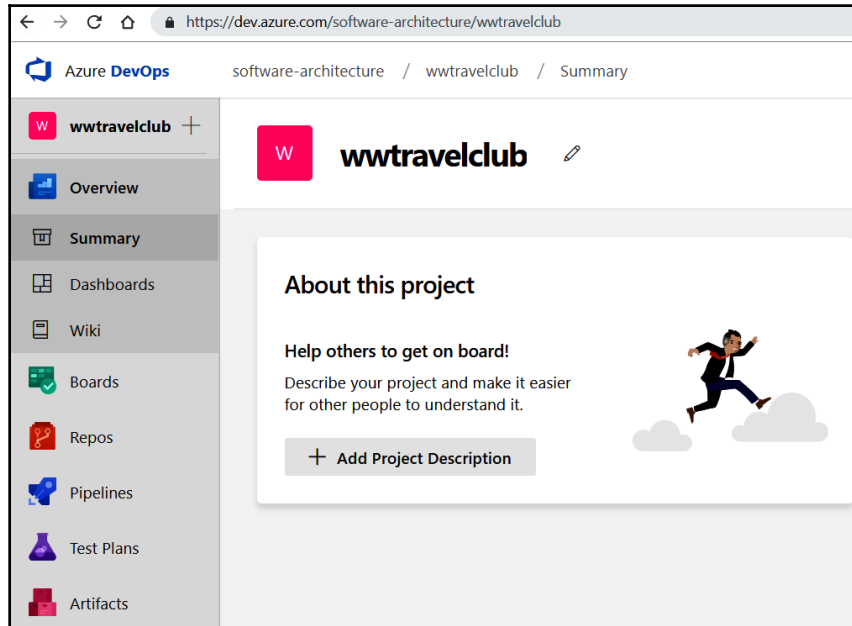 https://dev.azure.com/software-architecture/wwtravelclub
Azure DevOps software-architecture / wwtravelclub / Summary
W wwtravelclub +
Overview
Summary
Dashboards
Wiki
Boards
Repos
Pipelines
Test Plans
Artifacts
W wwtravelclub
About this project
Help others to get on board!
Describe your project and make it easier
for other people to understand it.
+ Add Project Description